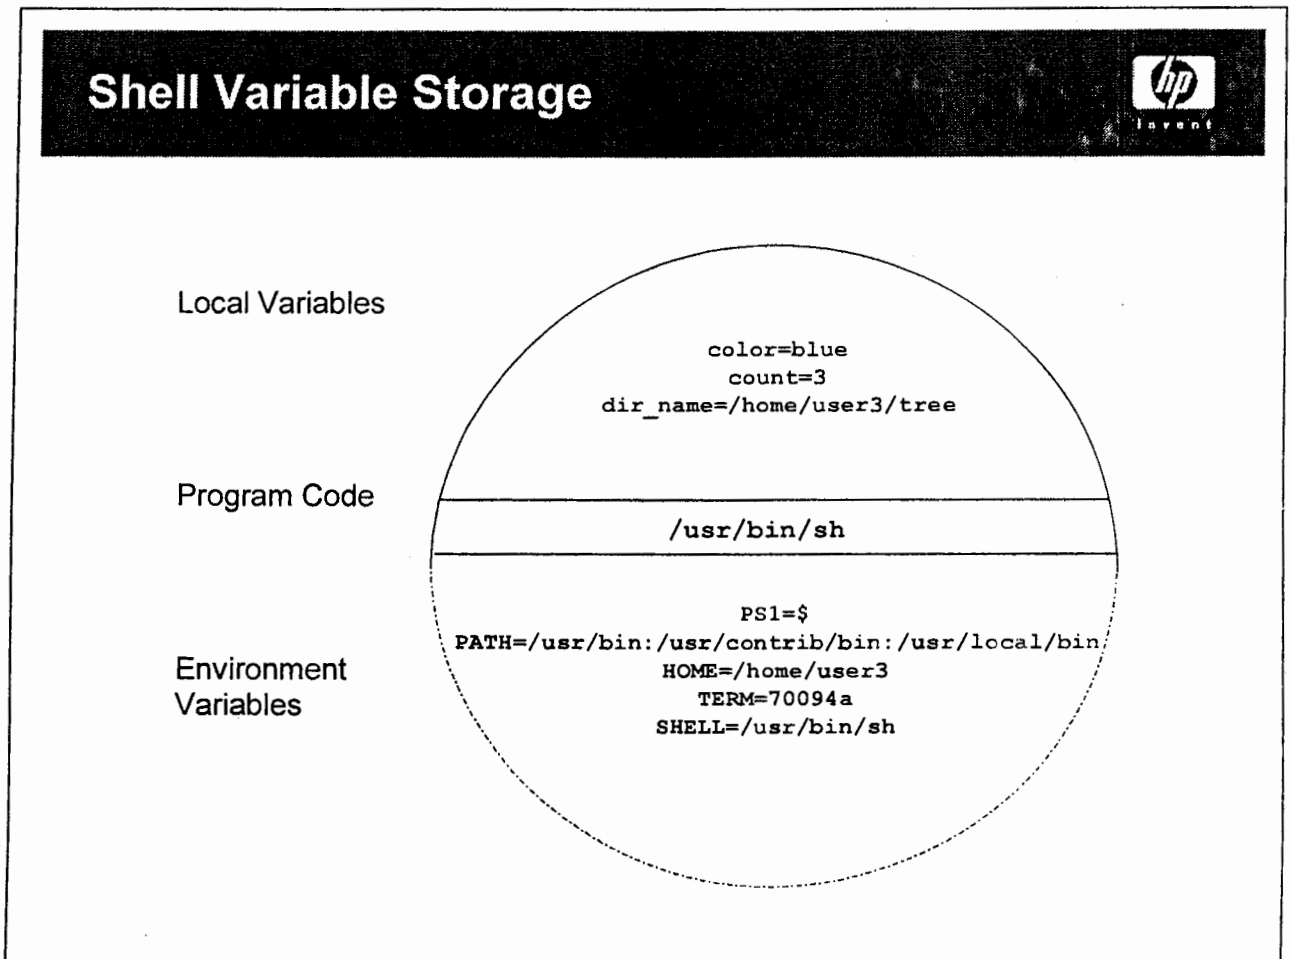 Shell Variable Storage
hp
invent
Local Variables
color=blue
count=3
dir_name=/home/user3/tree
Program Code
/usr/bin/sh
Environment
Variables
PS1=$
PATH=/usr/bin:/usr/contrib/bin:/usr/local/bin
HOME=/home/user3
TERM=70094a
SHELL=/usr/bin/sh